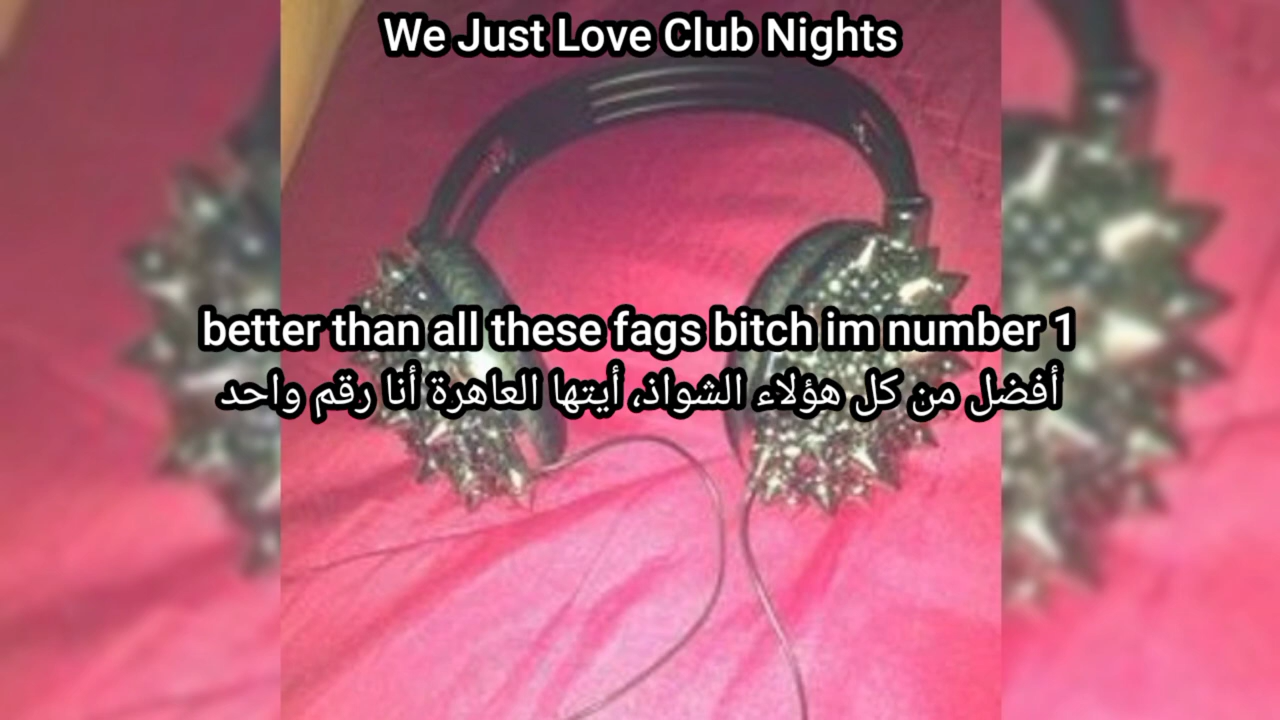 We Just Love Club Nights
better than all these fags bitch im number 1
أفضل من كل هؤلاء الشواذ، أيتها العاهرة أنا رقم واحد